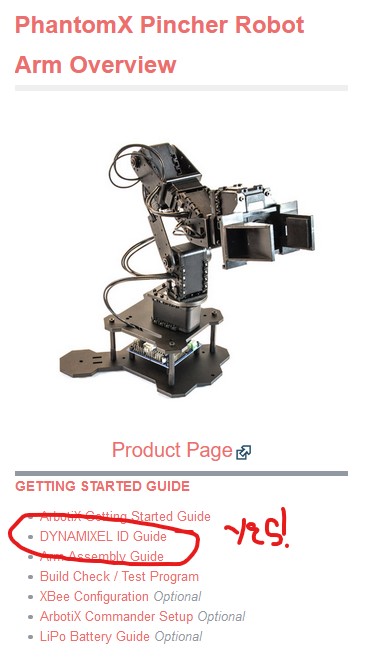 PhantomX Pincher Robot
Arm Overview
Product Page
GETTING STARTED GUIDE
ArbotiX Getting Started Guide
DYNAMIXEL ID Guide
YES!
Arm Assembly Guide
Build Check / Test Program
XBee Configuration Optional
ArbotiX Commander Setup Optional
LiPo Battery Guide Optional